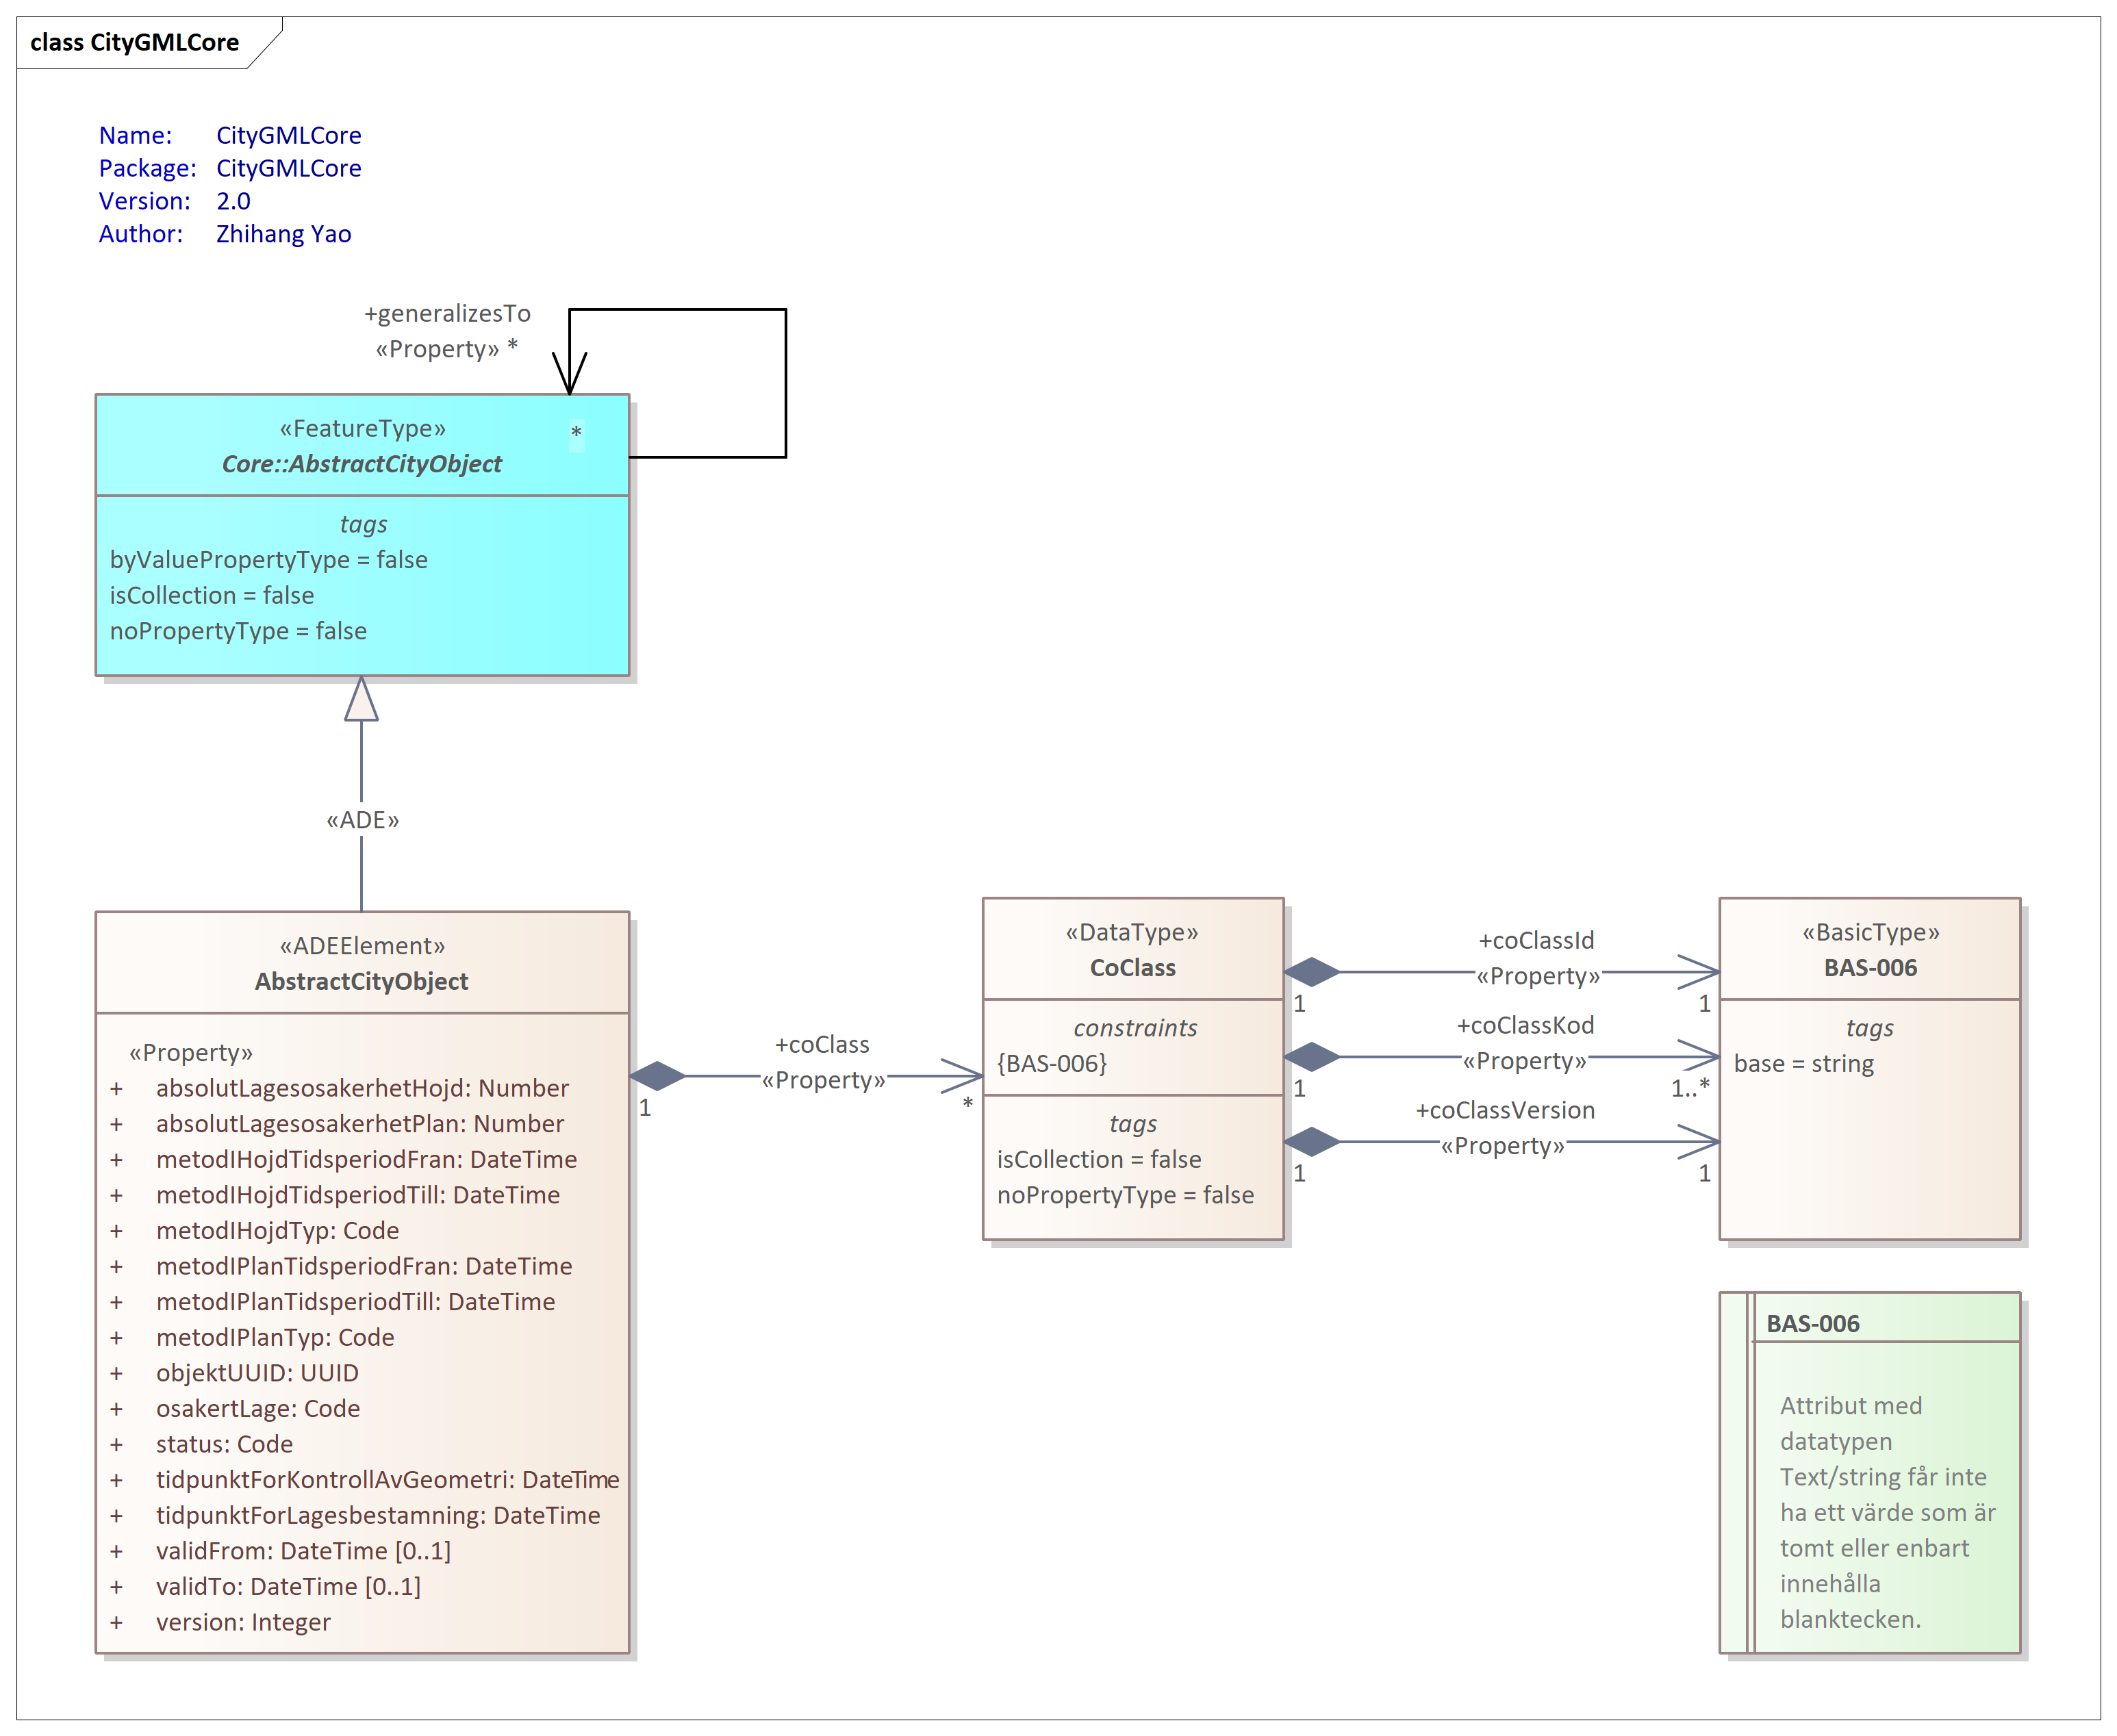 class CityGMLCore
Name: CityGMLCore
Package: CityGMLCore
Version: 2.0
Author: Zhihang Yao
+generalizesTo
«Property» *
*
«FeatureType»
Core::AbstractCityObject
tags
byValuePropertyType = false
isCollection = false
noPropertyType = false
«ADE»
«ADEElement»
AbstractCityObject
«Property»
+ absolutLagesosakerhetHojd: Number
+ absolutLagesosakerhetPlan: Number
+ metodIHojdTidsperiodFran: DateTime
+ metodIHojdTidsperiodTill: DateTime
+ metodIHojdTyp: Code
+ metodIPlanTidsperiodFran: DateTime
+ metodIPlanTidsperiodTill: DateTime
+ metodIPlanTyp: Code
+ objektUUID: UUID
+ osakertLage: Code
+ status: Code
+ tidpunktForKontrollAvGeometri: DateTime
+ tidpunktForLagesbestamning: DateTime
+ validFrom: DateTime [0..1]
+ validTo: DateTime [0..1]
+ version: Integer
+coClass
«Property»
1
*
«DataType»
CoClass
constraints
{BAS-006}
tags
isCollection = false
noPropertyType = false
+coClassId
«Property»
1
1
+coClassKod
«Property»
1
1..*
+coClassVersion
«Property»
1
1
«BasicType»
BAS-006
tags
base = string
BAS-006
Attribut med
datatypen
Text/string får inte
ha ett värde som är
tomt eller enbart
innehålla
blanktecken.